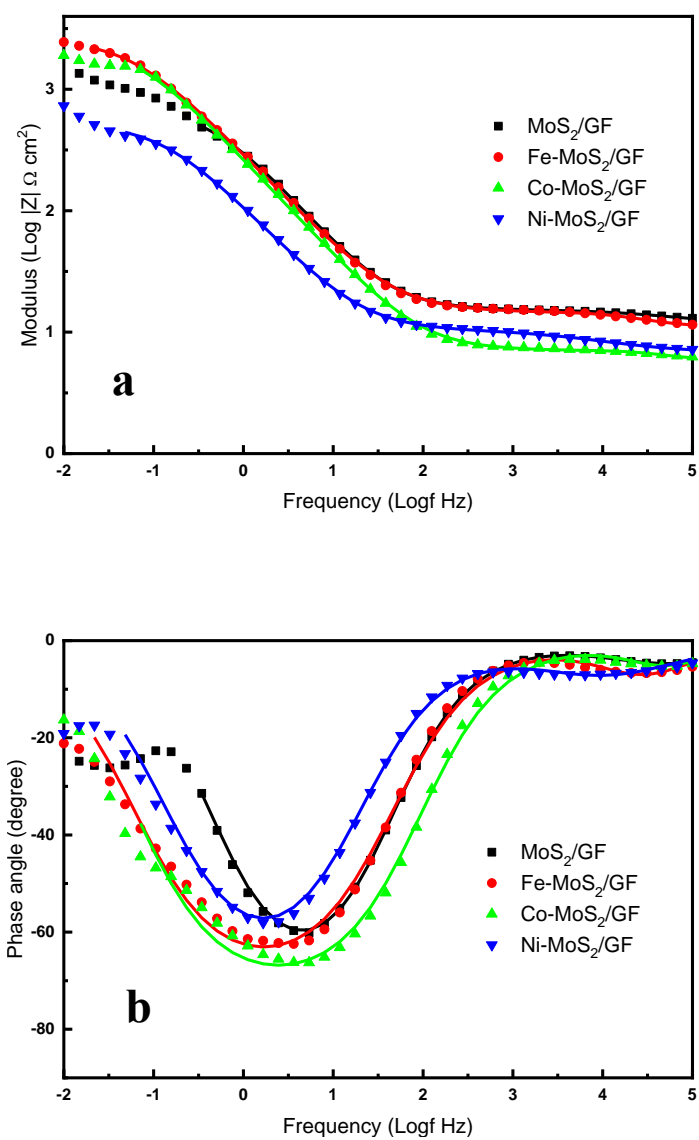 3
2
1
0
-2 -1 0 1 2 3 4 5
Modulus (Log |Z| Ω cm²)
Frequency (Logf Hz)
MoS₂/GF
Fe-MoS₂/GF
Co-MoS₂/GF
Ni-MoS₂/GF
a
0
-20
-40
-60
-80
-2 -1 0 1 2 3 4 5
Phase angle (degree)
Frequency (Logf Hz)
MoS₂/GF
Fe-MoS₂/GF
Co-MoS₂/GF
Ni-MoS₂/GF
b